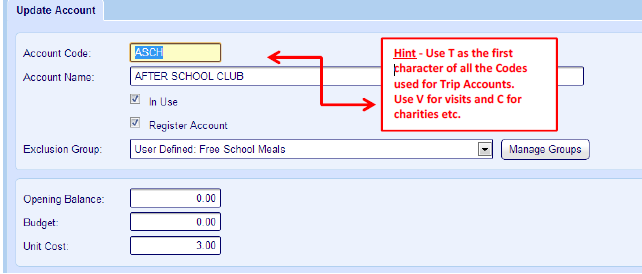 Update Account
Account Code:
ASCH
Account Name:
AFTER SCHOOL CLUB
In Use
Register Account
Exclusion Group:
User Defined: Free School Meals
Manage Groups
Hint - Use T as the first
character of all the Codes
used for Trip Accounts.
Use V for visits and C for
charities etc.
Opening Balance:
0.00
Budget:
0.00
Unit Cost:
3.00